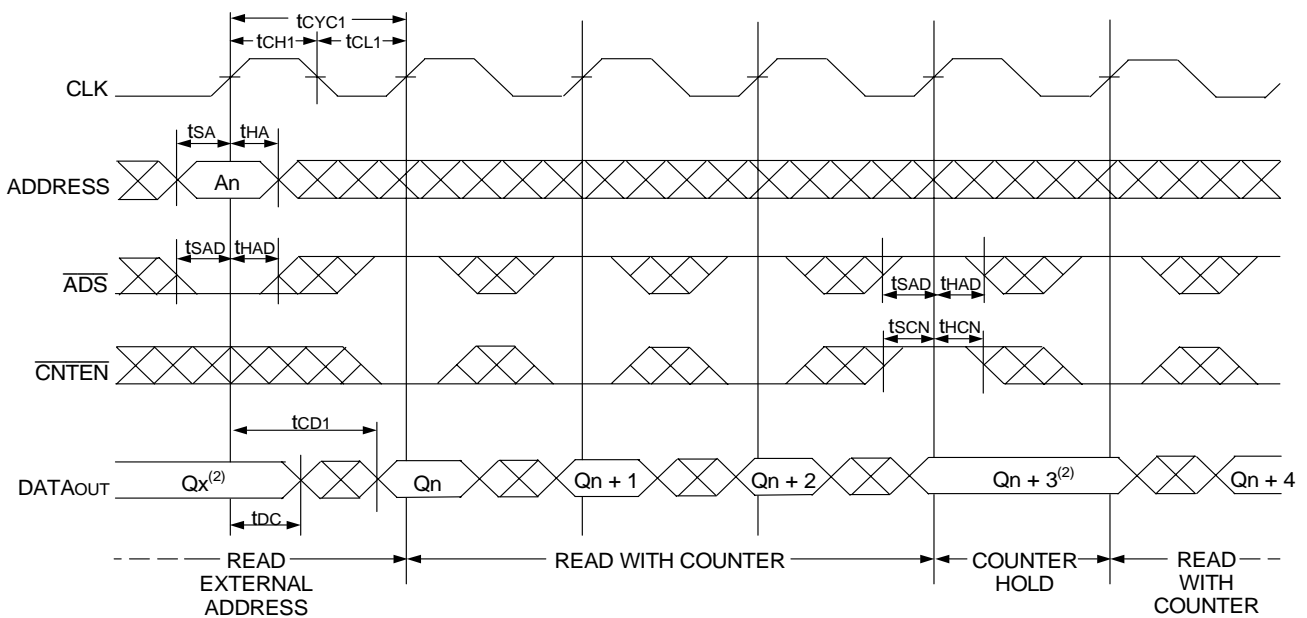 tCYC1
tCH1 tCL1
CLK
tSA tHA
ADDRESS An
tSAD tHAD
ADS tSAD tHAD
tSCN tHCN
CNTEN
tCD1
DATAOUT Qx(2) Qn Qn + 1 Qn + 2 Qn + 3(2) Qn + 4
tDC
READ EXTERNAL ADDRESS
READ WITH COUNTER
COUNTER HOLD
READ WITH COUNTER